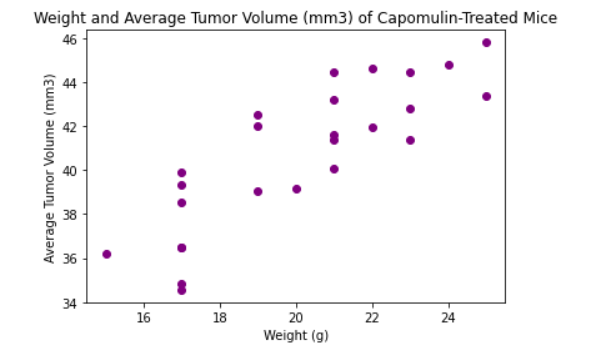 Weight and Average Tumor Volume (mm3) of Capomulin-Treated Mice
46
44
42
40
38
36
34
Average Tumor Volume (mm3)
16 18 20 22 24
Weight (g)